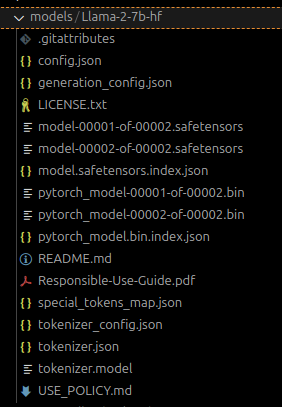 models / Llama-2-7b-hf
.gitattributes
config.json
generation_config.json
LICENSE.txt
model-00001-of-00002.safetensors
model-00002-of-00002.safetensors
model.safetensors.index.json
pytorch_model-00001-of-00002.bin
pytorch_model-00002-of-00002.bin
pytorch_model.bin.index.json
README.md
Responsible-Use-Guide.pdf
special_tokens_map.json
tokenizer_config.json
tokenizer.json
tokenizer.model
USE_POLICY.md